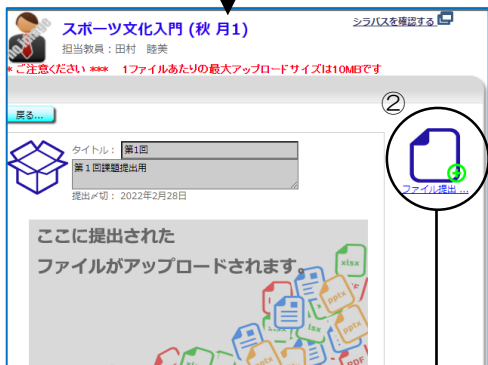 スポーツ文化入門 (秋 月1)
シラバスを確認する
担当教員：田村 睦美
* ご注意ください *** 1ファイルあたりの最大アップロードサイズは10MBです
②
戻る...
タイトル： 第1回
第１回課題提出用
提出〆切： 2022年2月28日
ファイル提出 ...
ここに提出された
ファイルがアップロードされます。
xlsx
pptx
lsx
pptx
pptx
PDF